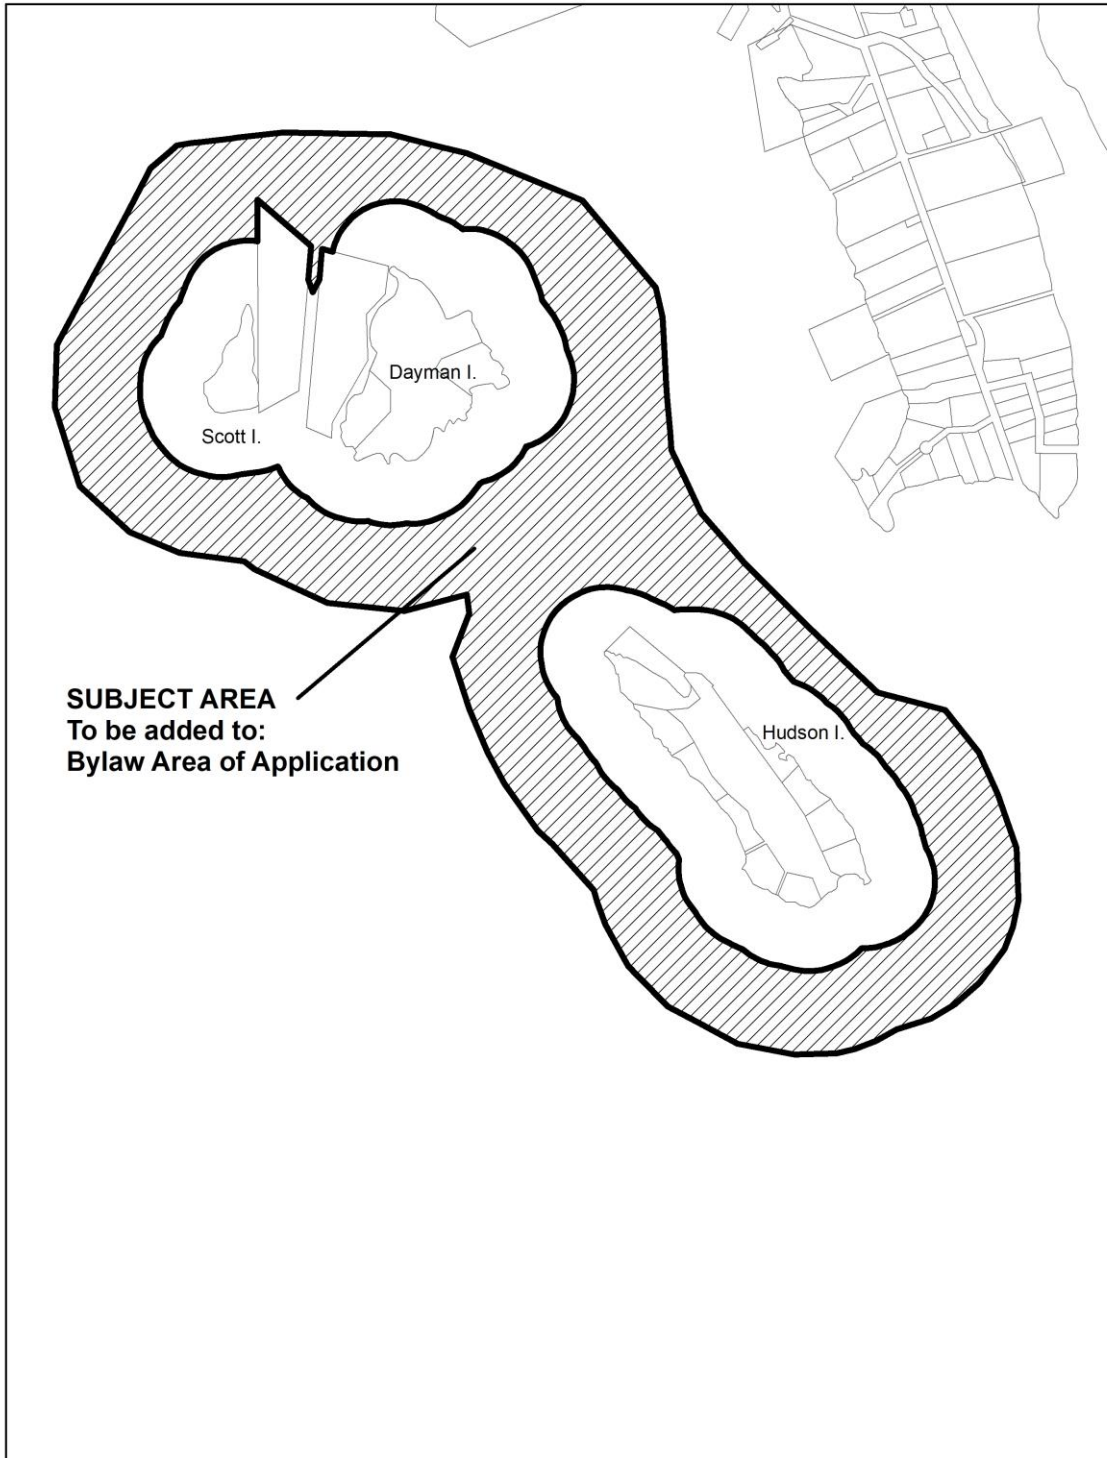 Dayman I.
Scott I.
SUBJECT AREA
To be added to:
Bylaw Area of Application
Hudson I.